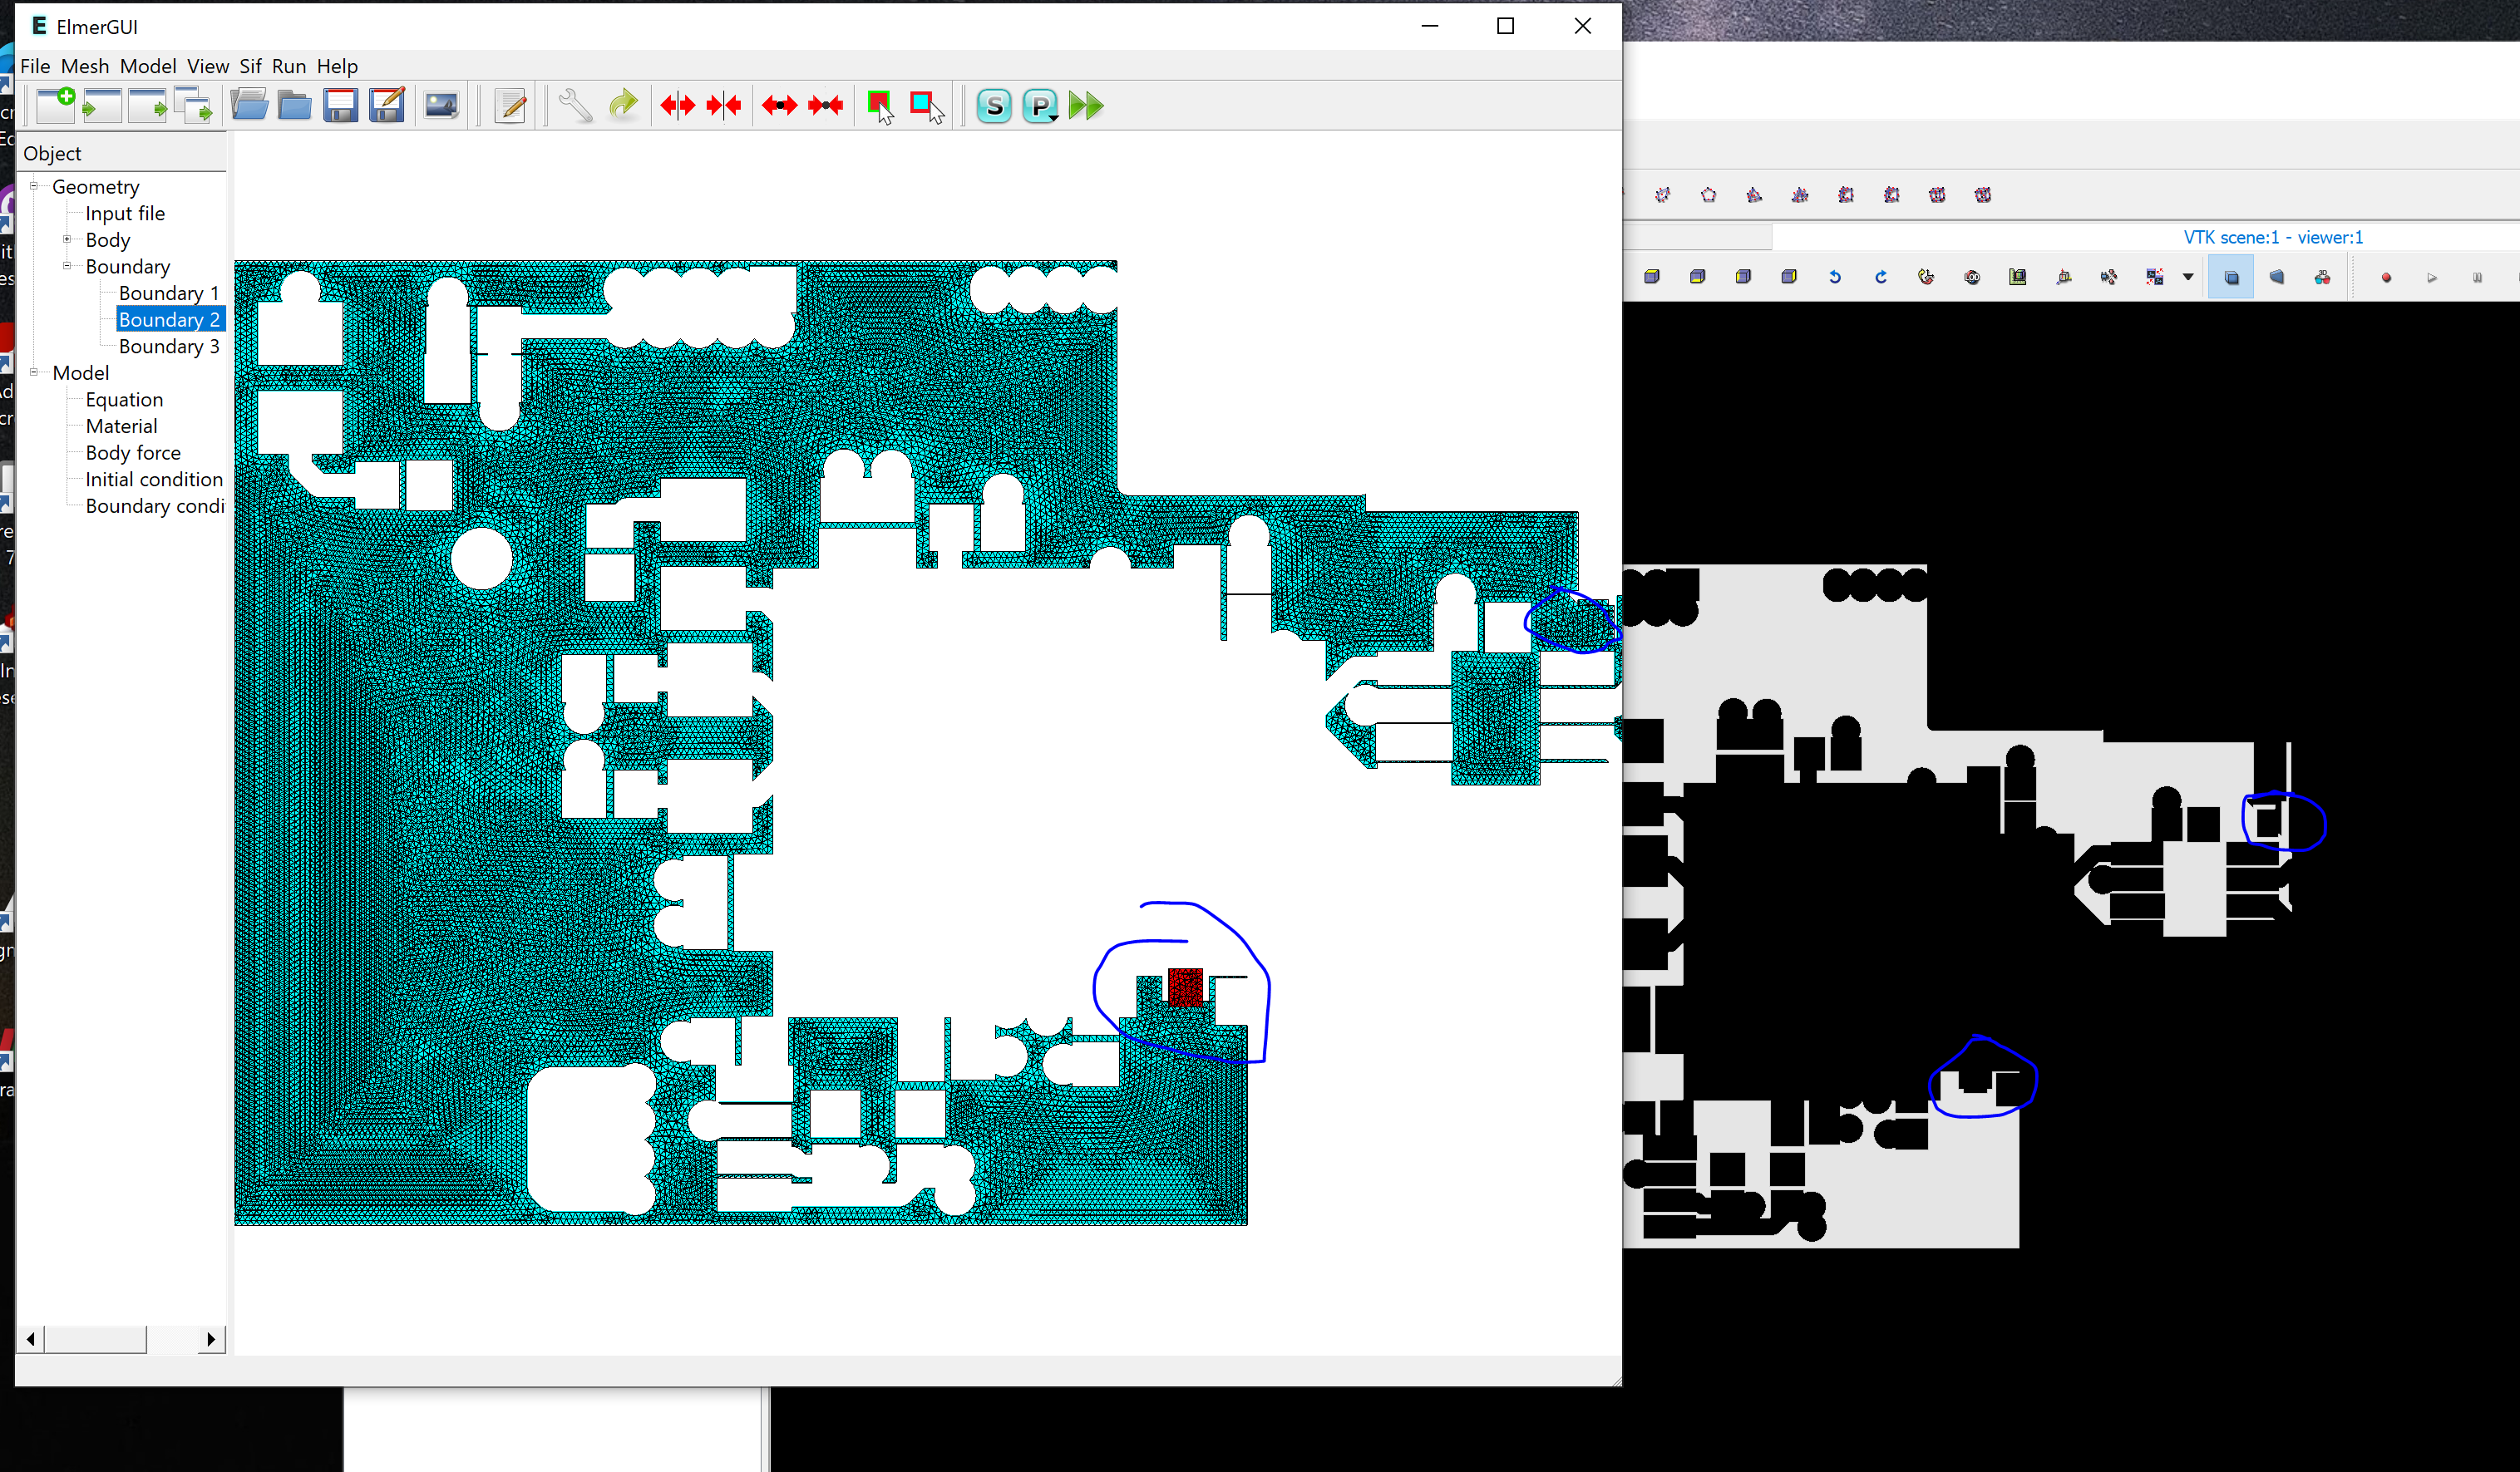 E ElmerGUI
File Mesh Model View Sif Run Help
S P
Object
Geometry
Input file
Body
Boundary
Boundary 1
Boundary 2
Boundary 3
Model
Equation
Material
Body force
Initial condition
Boundary condi
VTK scene:1 - viewer:1